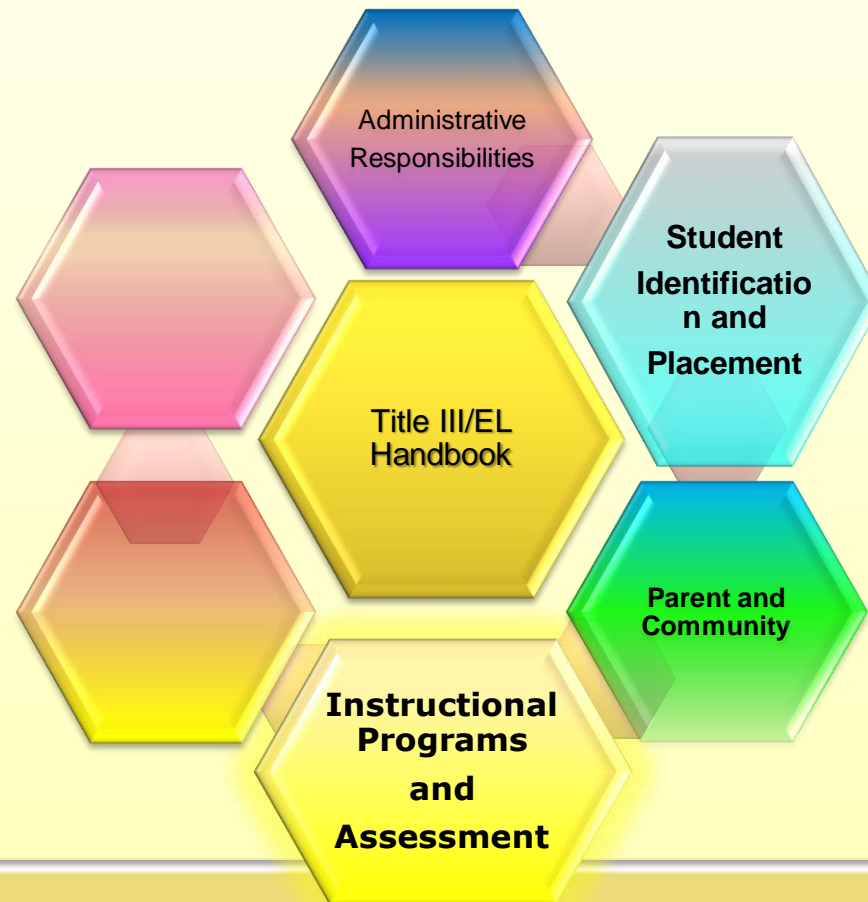 Administrative
Responsibilities
Student
Identificatio
n and
Placement
Title III/EL
Handbook
Parent and
Community
Instructional
Programs
and
Assessment